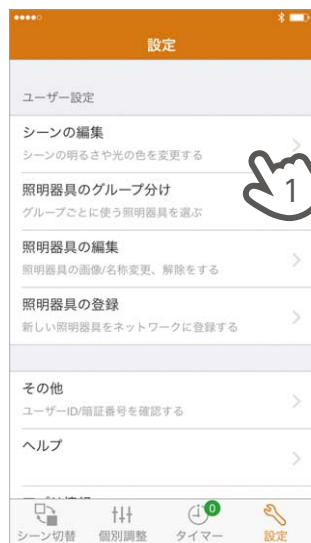 設定
ユーザー設定
シーンの編集
シーンの明るさや光の色を変更する
1
照明器具のグループ分け
グループごとに使う照明器具を選ぶ
照明器具の編集
照明器具の画像/名称変更、解除をする
照明器具の登録
新しい照明器具をネットワークに登録する
その他
ユーザーID/暗証番号を確認する
ヘルプ
0
シーン切替 個別調整 タイマー 設定